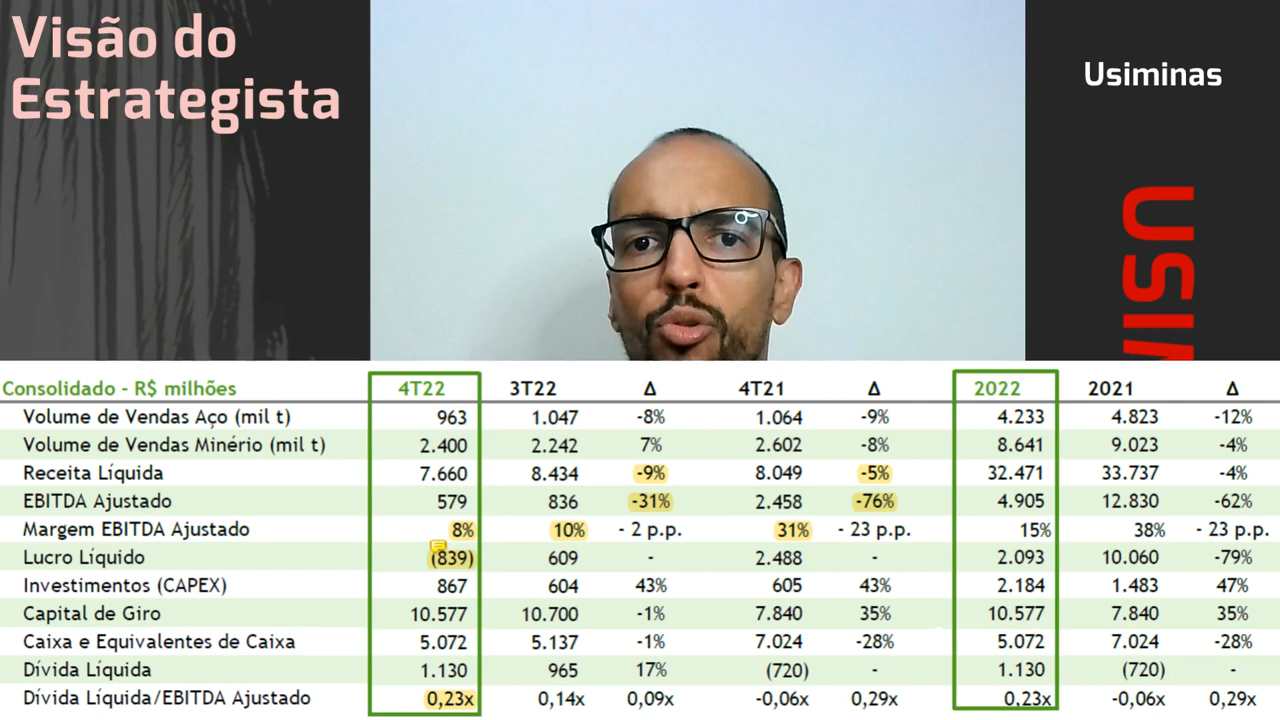 Visão do
Estrategista
Usiminas
USIMI
Consolidado - R$ milhões 4T22 3T22 Δ 4T21 Δ 2022 2021 Δ
Volume de Vendas Aço (mil t) 963 1.047 -8% 1.064 -9% 4.233 4.823 -12%
Volume de Vendas Minério (mil t) 2.400 2.242 7% 2.602 -8% 8.641 9.023 -4%
Receita Líquida 7.660 8.434 -9% 8.049 -5% 32.471 33.737 -4%
EBITDA Ajustado 579 836 -31% 2.458 -76% 4.905 12.830 -62%
Margem EBITDA Ajustado 8% 10% - 2 p.p. 31% - 23 p.p. 15% 38% - 23 p.p.
Lucro Líquido (839) 609 - 2.488 - 2.093 10.060 -79%
Investimentos (CAPEX) 867 604 43% 605 43% 2.184 1.483 47%
Capital de Giro 10.577 10.700 -1% 7.840 35% 10.577 7.840 35%
Caixa e Equivalentes de Caixa 5.072 5.137 -1% 7.024 -28% 5.072 7.024 -28%
Dívida Líquida 1.130 965 17% (720) - 1.130 (720) -
Dívida Líquida/EBITDA Ajustado 0,23x 0,14x 0,09x -0,06x 0,29x 0,23x -0,06x 0,29x